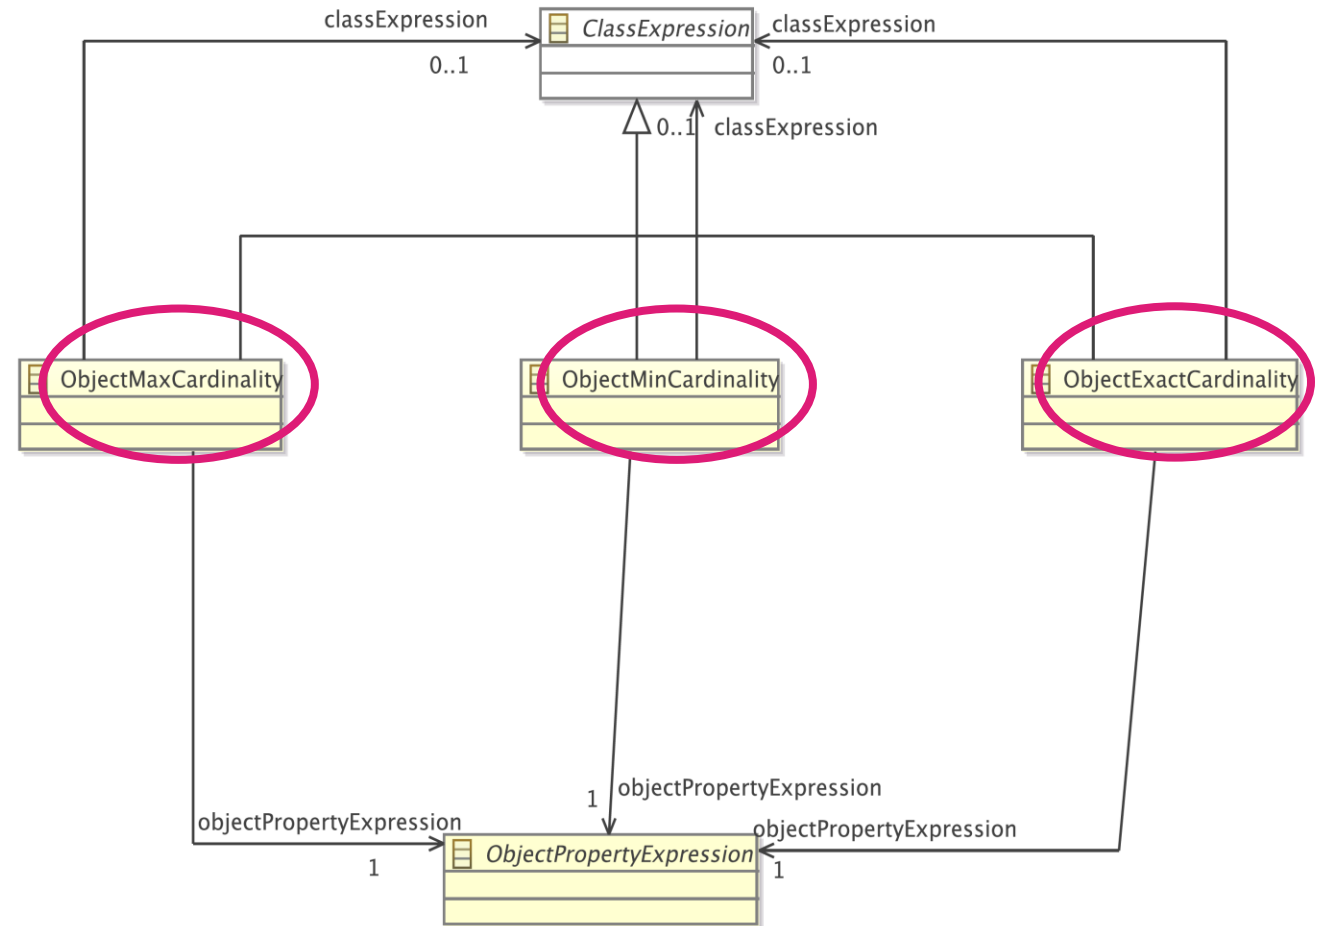 classExpression
ClassExpression
classExpression
0..1
0..1
0..1
classExpression
ObjectMaxCardinality
ObjectMinCardinality
ObjectExactCardinality
objectPropertyExpression
1
objectPropertyExpression
objectPropertyExpression
ObjectPropertyExpression
1
1